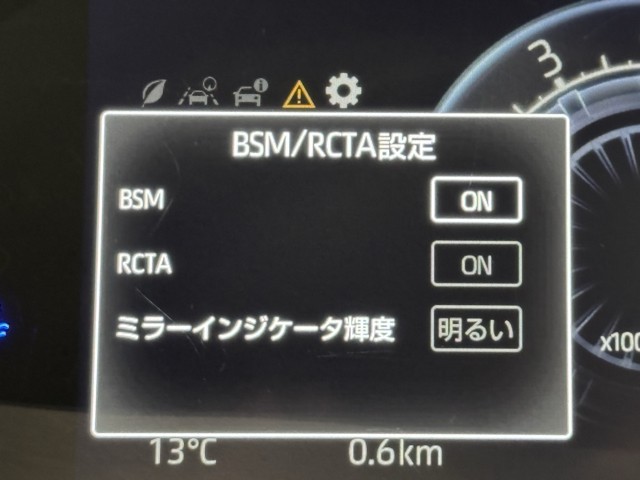 3
BSM/RCTA設定
BSM ON
RCTA ON
ミラーインジケータ輝度 明るい
x100
13°C 0.6km